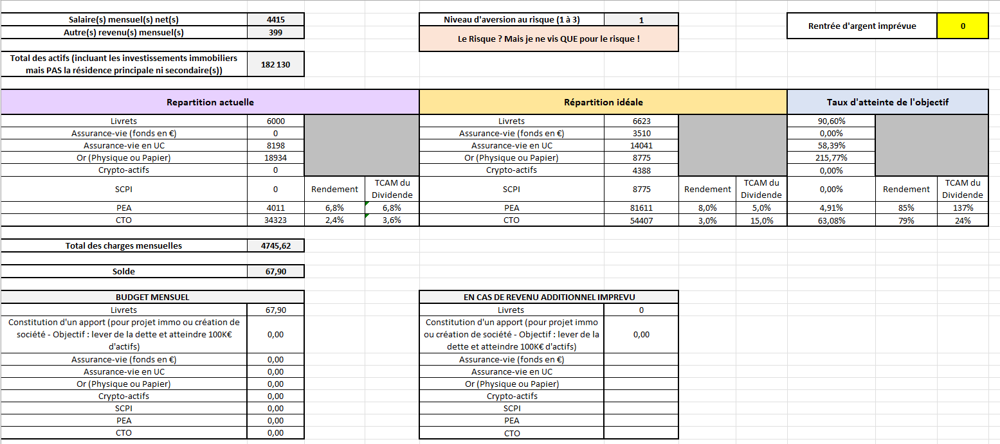 Salaire(s) mensuel(s) net(s) 4415 Niveau d'aversion au risque (1 à 3) 1
Autre(s) revenu(s) mensuel(s) 399 Le Risque ? Mais je ne vis QUE pour le risque ! Rentrée d'argent imprévue 0
Total des actifs (incluant les investissements immobiliers
mais PAS la résidence principale ni secondaire(s)) 182 130
Repartition actuelle Répartition idéale Taux d'atteinte de l'objectif
Livrets 6000 Livrets 6623 90,60%
Assurance-vie (fonds en €) 0 Assurance-vie (fonds en €) 3510 0,00%
Assurance-vie en UC 8198 Assurance-vie en UC 14041 58,39%
Or (Physique ou Papier) 18934 Or (Physique ou Papier) 8775 215,77%
Crypto-actifs 0 Crypto-actifs 4388 0,00%
SCPI 0 Rendement TCAM du Dividende SCPI 8775 Rendement TCAM du Dividende 0,00% Rendement TCAM du Dividende
PEA 4011 6,8% 6,8% PEA 81611 8,0% 5,0% 4,91% 85% 137%
CTO 34323 2,4% 3,6% CTO 54407 3,0% 15,0% 63,08% 79% 24%
Total des charges mensuelles 4745,62
Solde 67,90
BUDGET MENSUEL EN CAS DE REVENU ADDITIONNEL IMPREVU
Livrets 67,90 Livrets 0
Constitution d'un apport (pour projet immo ou création de
société - Objectif : lever de la dette et atteindre 100K€
d'actifs) 0,00
Constitution d'un apport (pour projet immo
ou création de société - Objectif : lever de la
dette et atteindre 100K€ d'actifs) 0,00
Assurance-vie (fonds en €) 0,00 Assurance-vie (fonds en €)
Assurance-vie en UC 0,00 Assurance-vie en UC
Or (Physique ou Papier) 0,00 Or (Physique ou Papier)
Crypto-actifs 0,00 Crypto-actifs
SCPI 0,00 SCPI
PEA 0,00 PEA
CTO 0,00 CTO